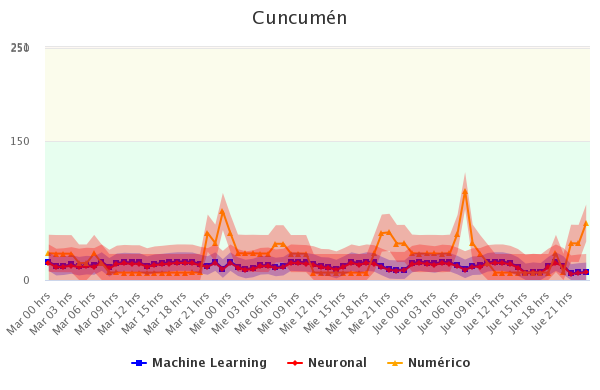 Cuncumén
150
0
Mar 00 hrs
Mar 03 hrs
Mar 06 hrs
Mar 09 hrs
Mar 12 hrs
Mar 15 hrs
Mar 18 hrs
Mar 21 hrs
Mie 00 hrs
Mie 03 hrs
Mie 06 hrs
Mie 09 hrs
Mie 12 hrs
Mie 15 hrs
Mie 18 hrs
Mie 21 hrs
Jue 00 hrs
Jue 03 hrs
Jue 06 hrs
Jue 09 hrs
Jue 12 hrs
Jue 15 hrs
Jue 18 hrs
Jue 21 hrs
Machine Learning
Neuronal
Numérico